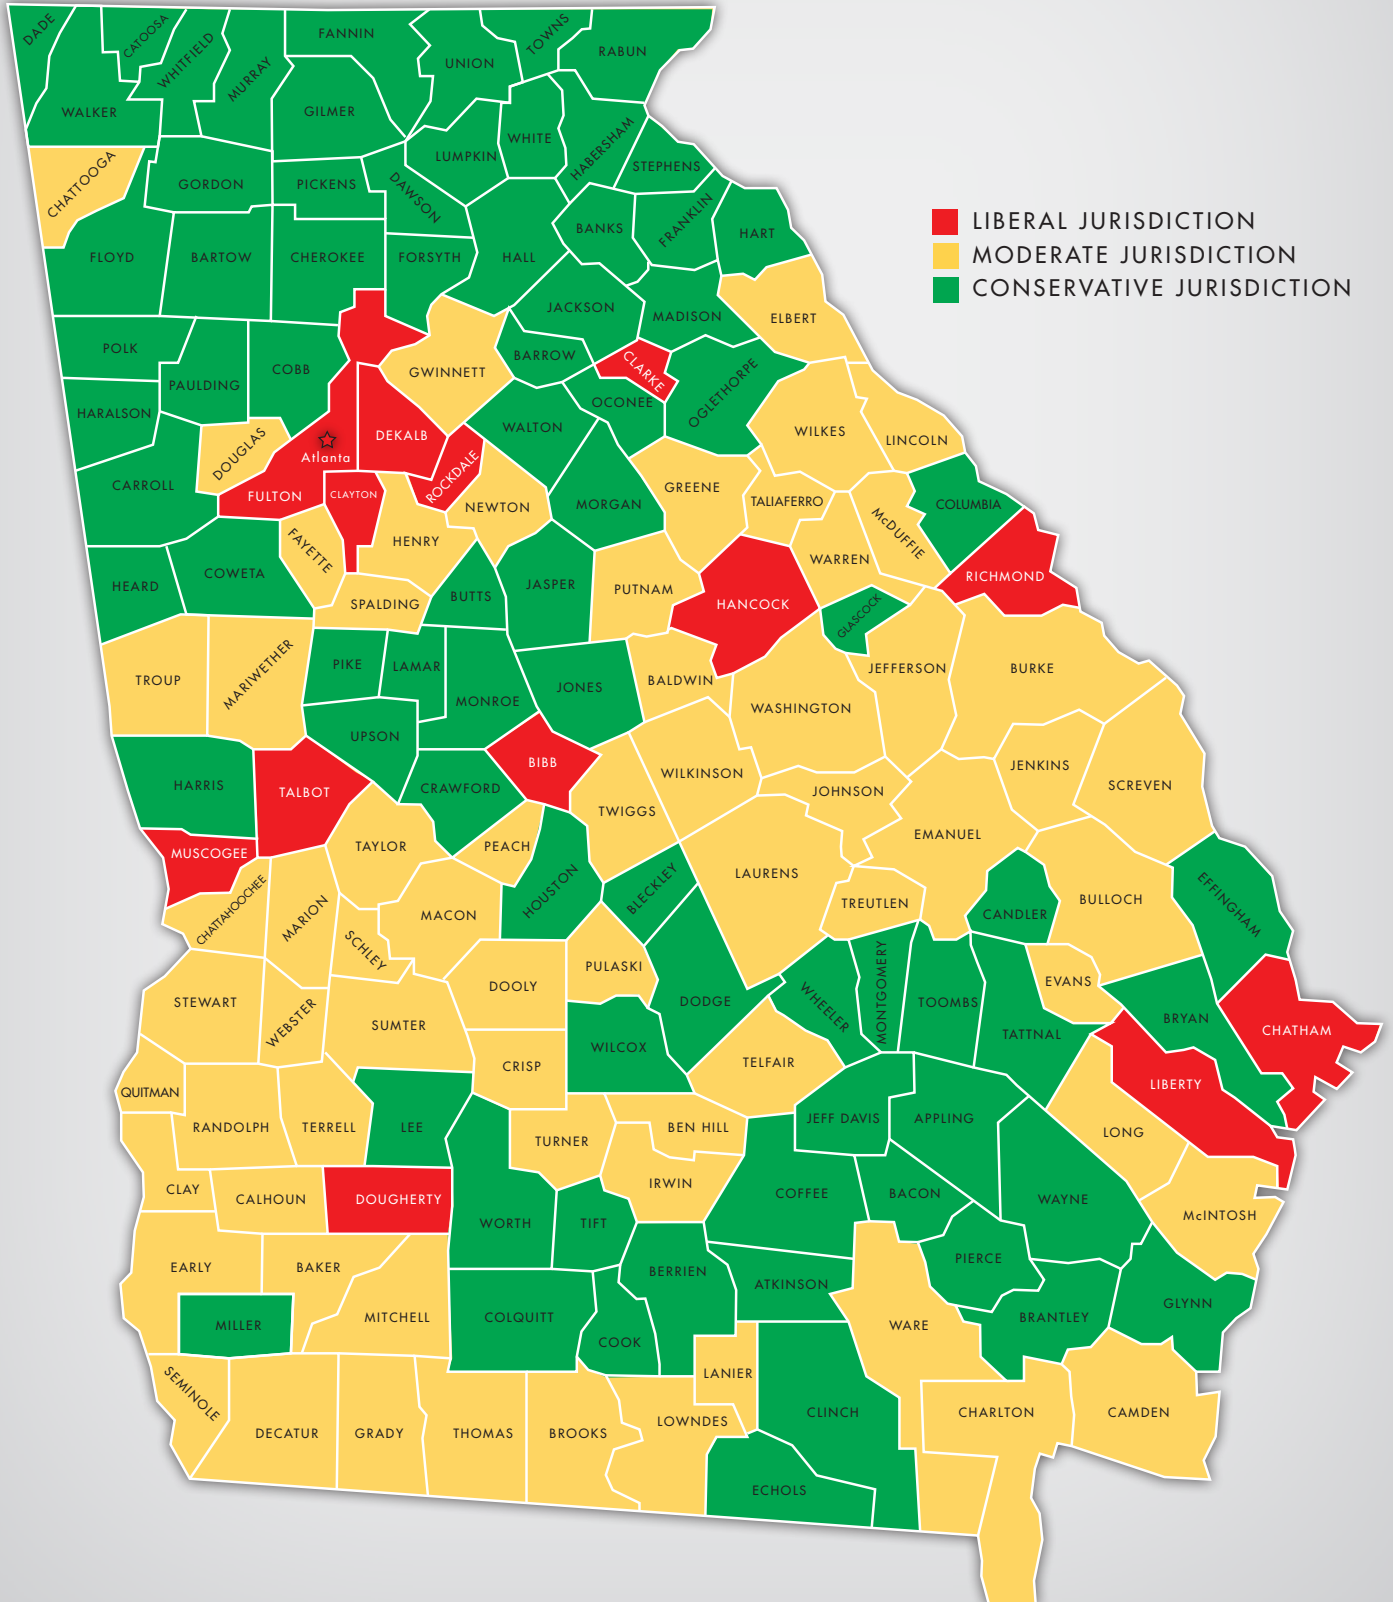 DADE
CATOOSA
WHITFIELD
MURRAY
FANNIN
UNION
TOWNS
RABUN
WALKER
GILMER
LUMPKIN
WHITE
HABERSHAM
STEPHENS
CHATTOOGA
GORDON
PICKENS
DAWSON
BANKS
FRANKLIN
HART
FLOYD
BARTOW
CHEROKEE
FORSYTH
HALL
LIBERAL JURISDICTION
MODERATE JURISDICTION
CONSERVATIVE JURISDICTION
JACKSON
MADISON
ELBERT
POLK
PAULDING
COBB
GWINNETT
BARROW
CLARKE
OGLETHORPE
HARALSON
OCONEE
DOUGLAS
Atlanta
DEKALB
WALTON
WILKES
LINCOLN
CARROLL
FULTON
CLAYTON
ROCKDALE
NEWTON
MORGAN
GREENE
TALIAFERRO
McDUFFIE
COLUMBIA
HEARD
COWETA
FAYETTE
HENRY
SPALDING
BUTTS
JASPER
PUTNAM
HANCOCK
WARREN
GLASCOCK
RICHMOND
TROUP
MARIWETHER
PIKE
LAMAR
MONROE
JONES
BALDWIN
WASHINGTON
JEFFERSON
BURKE
HARRIS
TALBOT
UPSON
CRAWFORD
BIBB
TWIGGS
WILKINSON
JOHNSON
EMANUEL
JENKINS
SCREVEN
MUSCOGEE
CHATTAHOOCHEE
MARION
TAYLOR
SCHLEY
MACON
PEACH
HOUSTON
BLECKLEY
LAURENS
TREUTLEN
CANDLER
BULLOCH
EFFINGHAM
STEWART
WEBSTER
SUMTER
DOOLY
PULASKI
DODGE
WHEELER
MONTGOMERY
TOOMBS
TATTNAL
EVANS
BRYAN
CHATHAM
QUITMAN
RANDOLPH
TERRELL
LEE
CRISP
WILCOX
TELFAIR
JEFF DAVIS
APPLING
LONG
LIBERTY
TURNER
BEN HILL
IRWIN
CLAY
CALHOUN
DOUGHERTY
WORTH
TIFT
COFFEE
BACON
WAYNE
McINTOSH
EARLY
BAKER
MITCHELL
COLQUITT
BERRIEN
ATKINSON
PIERCE
BRANTLEY
GLYNN
MILLER
COOK
WARE
SEMINOLE
DECATUR
GRADY
THOMAS
BROOKS
LOWNDES
LANIER
CLINCH
ECHOLS
CHARLTON
CAMDEN